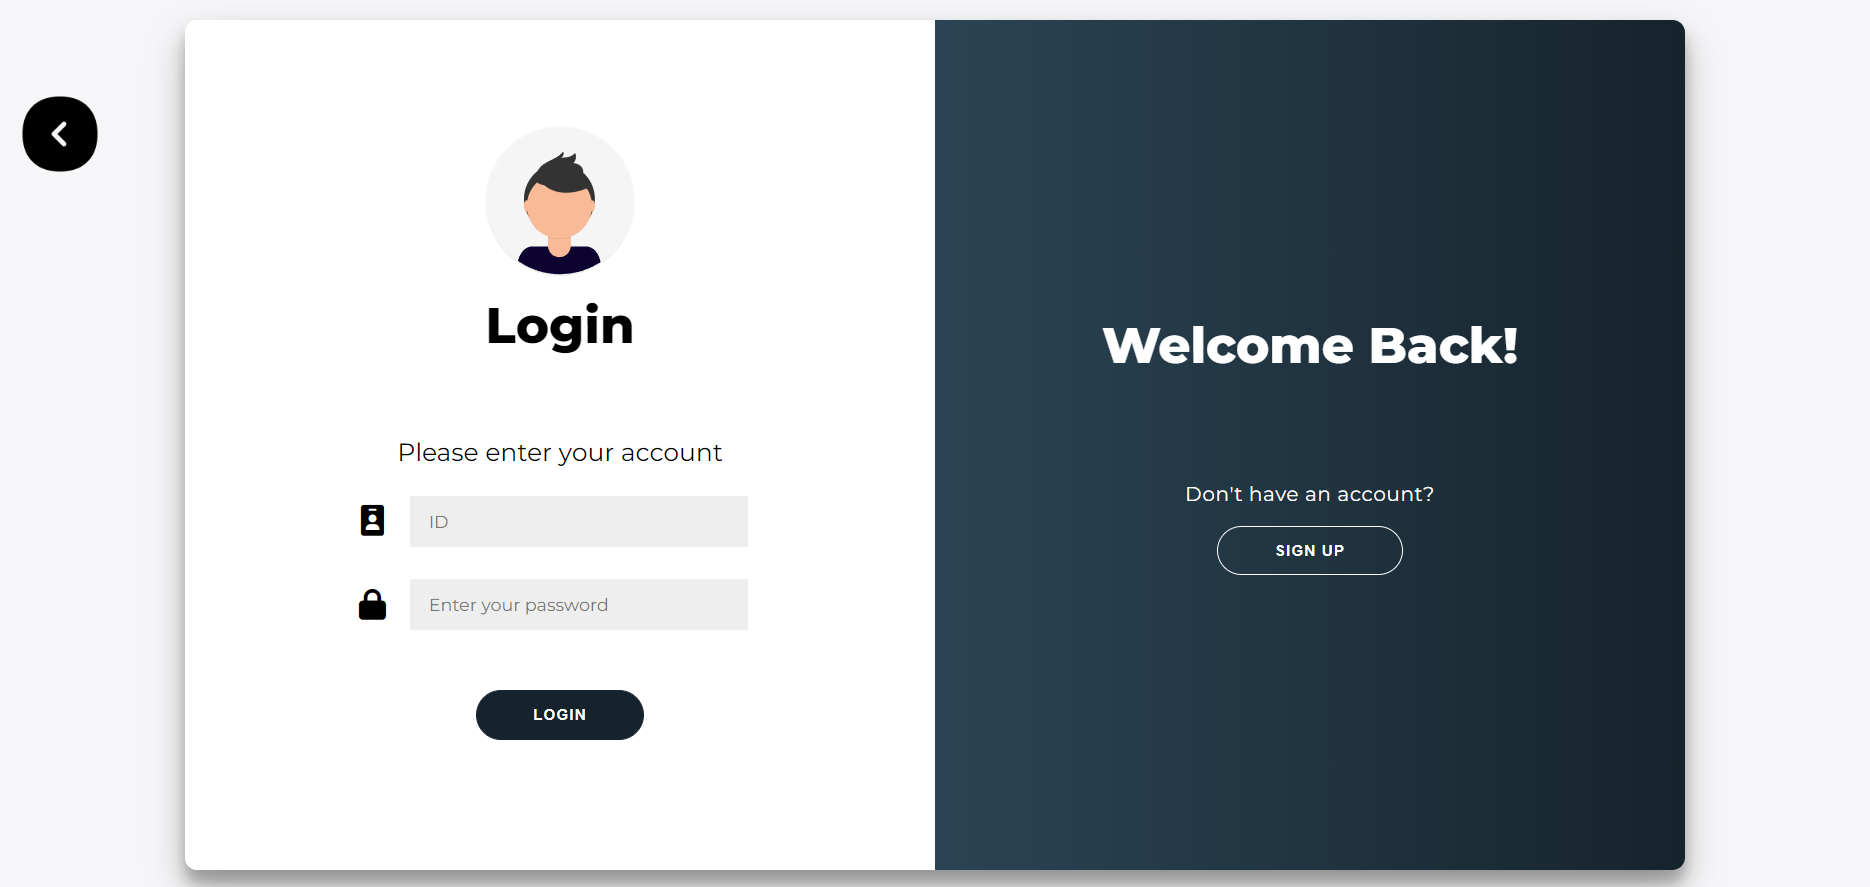 Login
Please enter your account
ID
Enter your password
LOGIN
Welcome Back!
Don't have an account?
SIGN UP